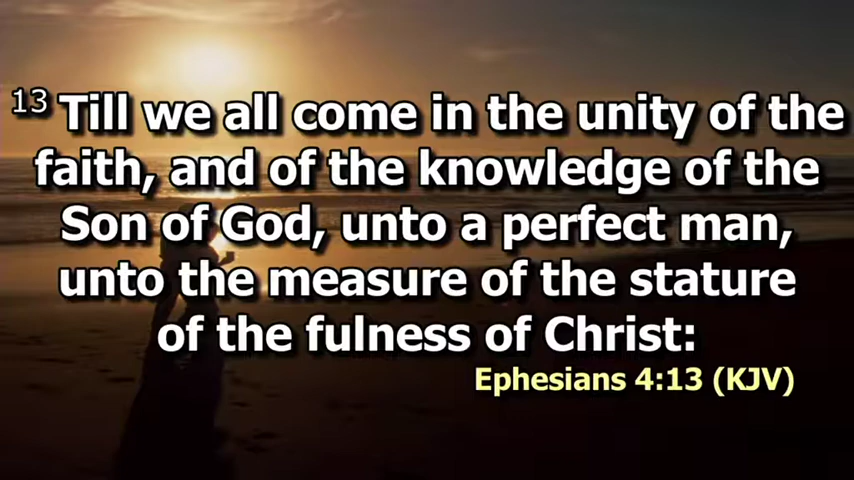 13 Till we all come in the unity of the
faith, and of the knowledge of the
Son of God, unto a perfect man,
unto the measure of the stature
of the fulness of Christ:
Ephesians 4:13 (KJV)